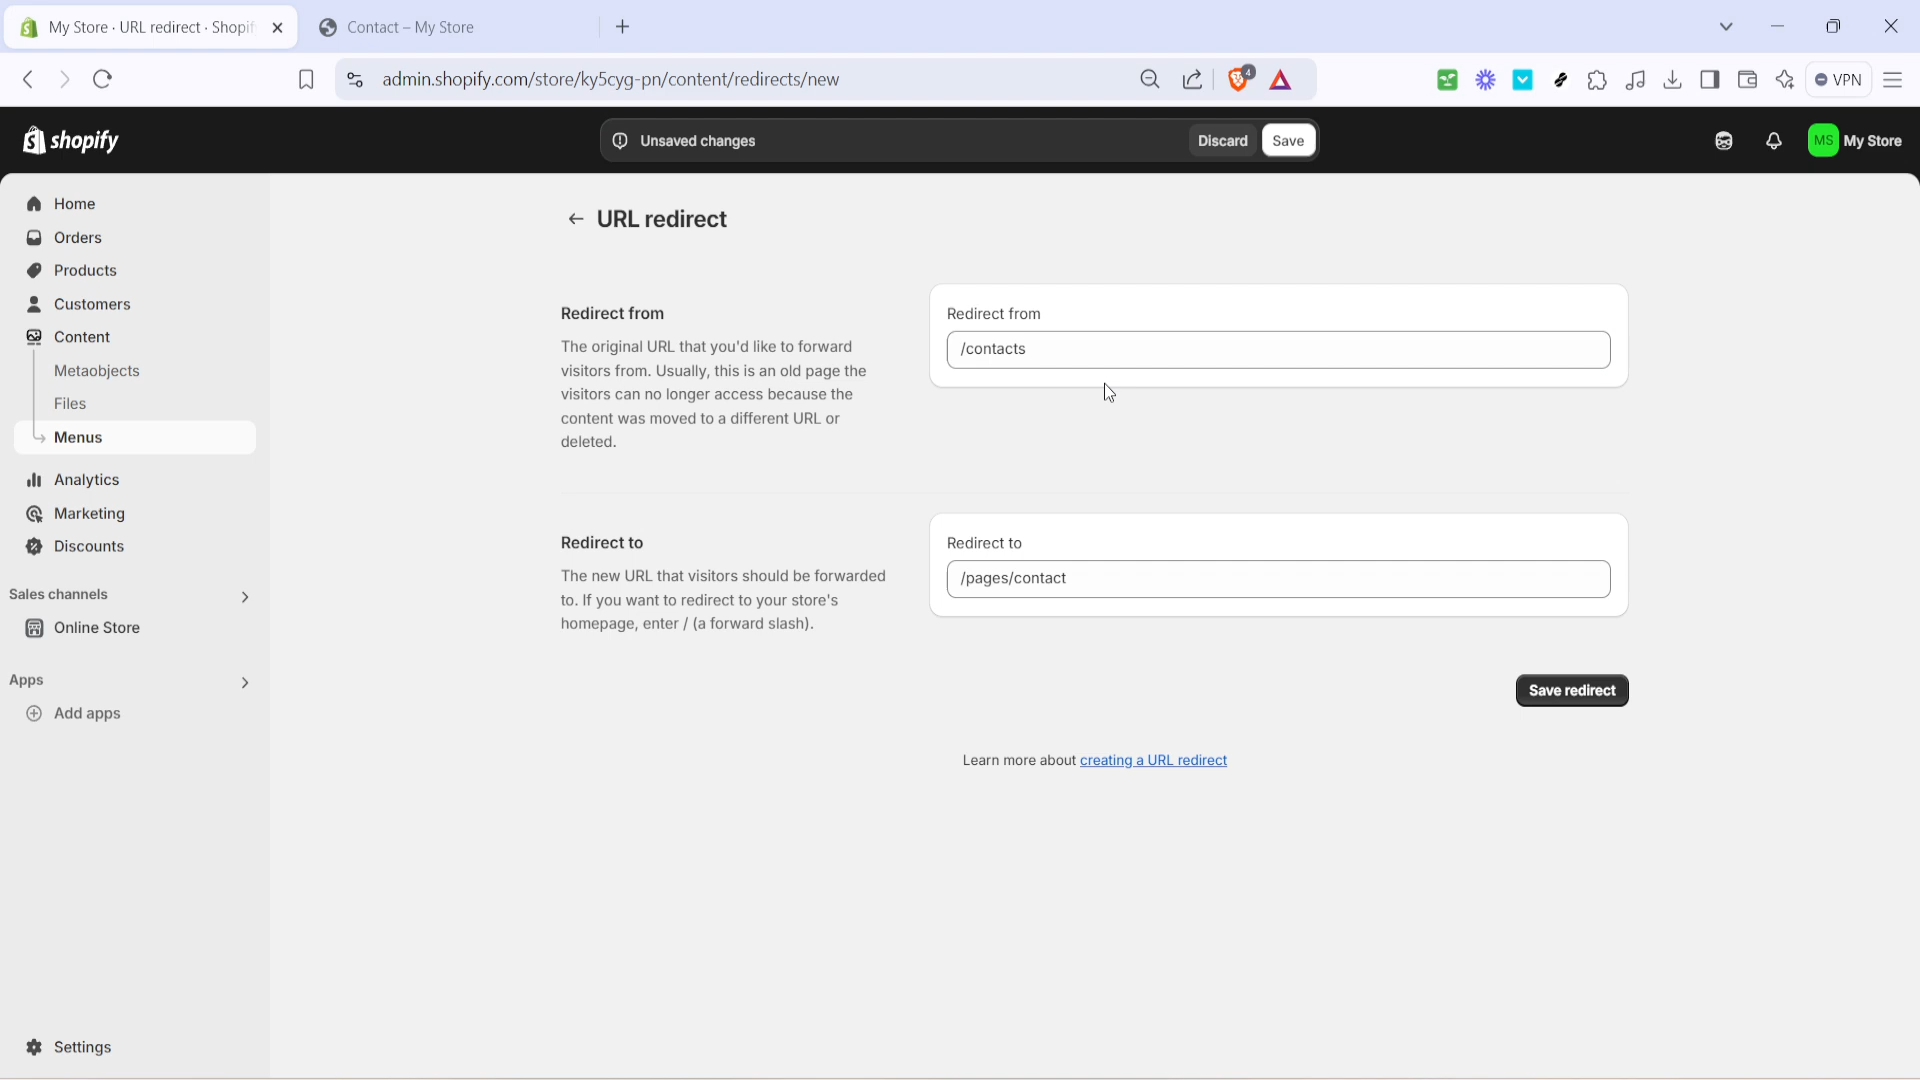 My Store · URL redirect · Shopif
Contact – My Store
admin.shopify.com/store/ky5cyg-pn/content/redirects/new
4
VPN
shopify
Unsaved changes
Discard
Save
MS
My Store
Home
Orders
Products
Customers
Content
Metaobjects
Files
Menus
Analytics
Marketing
Discounts
Sales channels
Online Store
Apps
Add apps
Settings
URL redirect
Redirect from
The original URL that you'd like to forward
visitors from. Usually, this is an old page the
visitors can no longer access because the
content was moved to a different URL or
deleted.
Redirect from
/contacts
Redirect to
The new URL that visitors should be forwarded
to. If you want to redirect to your store's
homepage, enter / (a forward slash).
Redirect to
/pages/contact
Save redirect
Learn more about creating a URL redirect